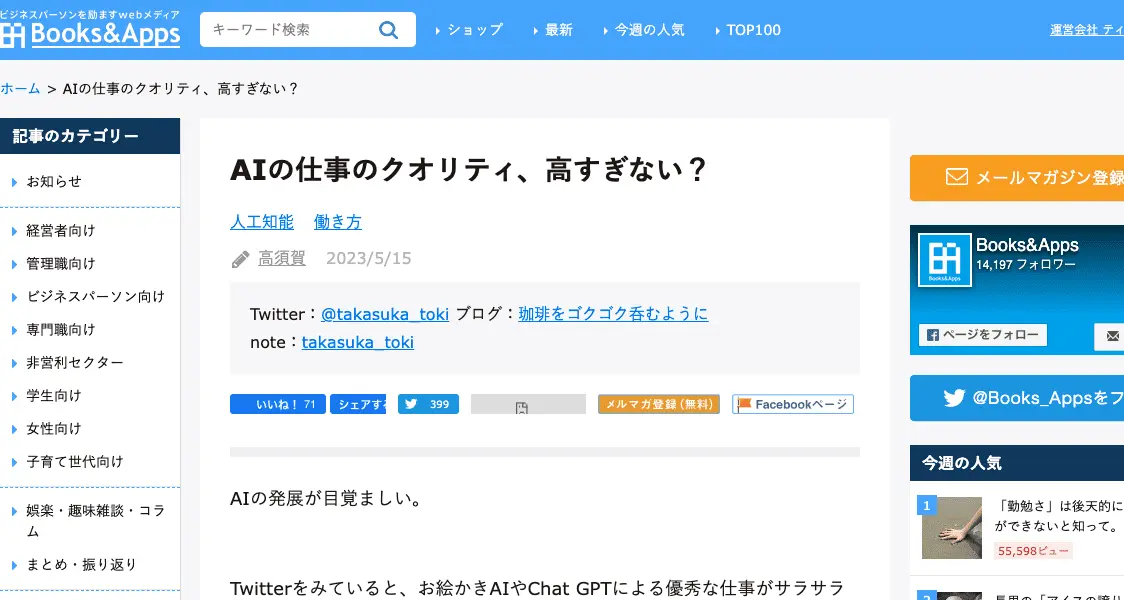 ビジネスパーソンを励ますwebメディア
Books&Apps
キーワード検索
ショップ
最新
今週の人気
TOP100
運営会社 ティ
ホーム > AIの仕事のクオリティ、高すぎない？
記事のカテゴリー
お知らせ
経営者向け
管理職向け
ビジネスパーソン向け
専門職向け
非営利セクター
学生向け
女性向け
子育て世代向け
娯楽・趣味雑談・コラ
ム
まとめ・振り返り
AIの仕事のクオリティ、高すぎない？
人工知能 働き方
高須賀 2023/5/15
Twitter：@takasuka_toki ブログ：珈琲をゴクゴク呑むように
note：takasuka_toki
いいね！ 71
シェアする
399
メルマガ登録(無料)
Facebookページ
AIの発展が目覚ましい。
Twitterをみていると、お絵かきAIやChat GPTによる優秀な仕事がサラサラ
メールマガジン登録
Books&Apps
14,197 フォロワー
Books&Apps
ページをフォロー
@Books_Appsをフ
今週の人気
1
「勤勉さ」は後天的に
ができないと知って。
55,598ビュー
2